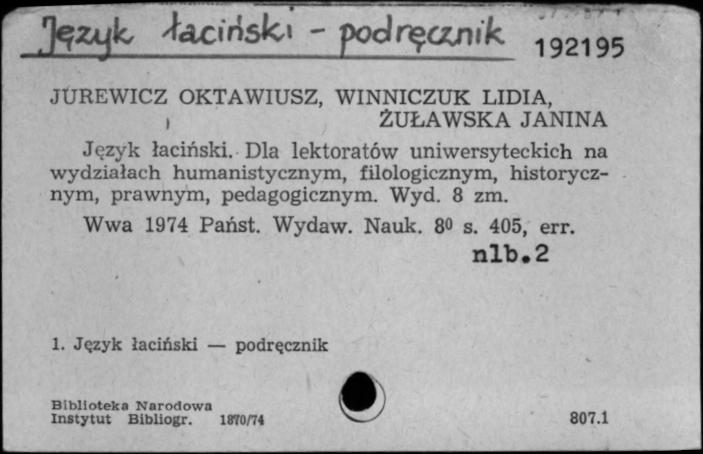 Język łaciński - podręcznik
192195
JUREWICZ OKTAWIUSZ, WINNICZUK LIDIA,
ŻUŁAWSKA JANINA
Język łaciński. Dla lektoratów uniwersyteckich na
wydziałach humanistycznym, filologicznym, historycz-
nym, prawnym, pedagogicznym. Wyd. 8 zm.
Wwa 1974 Państ. Wydaw. Nauk. 8⁰ s. 405, err.
nlb.2
1. Język łaciński — podręcznik
Biblioteka Narodowa
Instytut Bibliogr. 1870/74
807.1